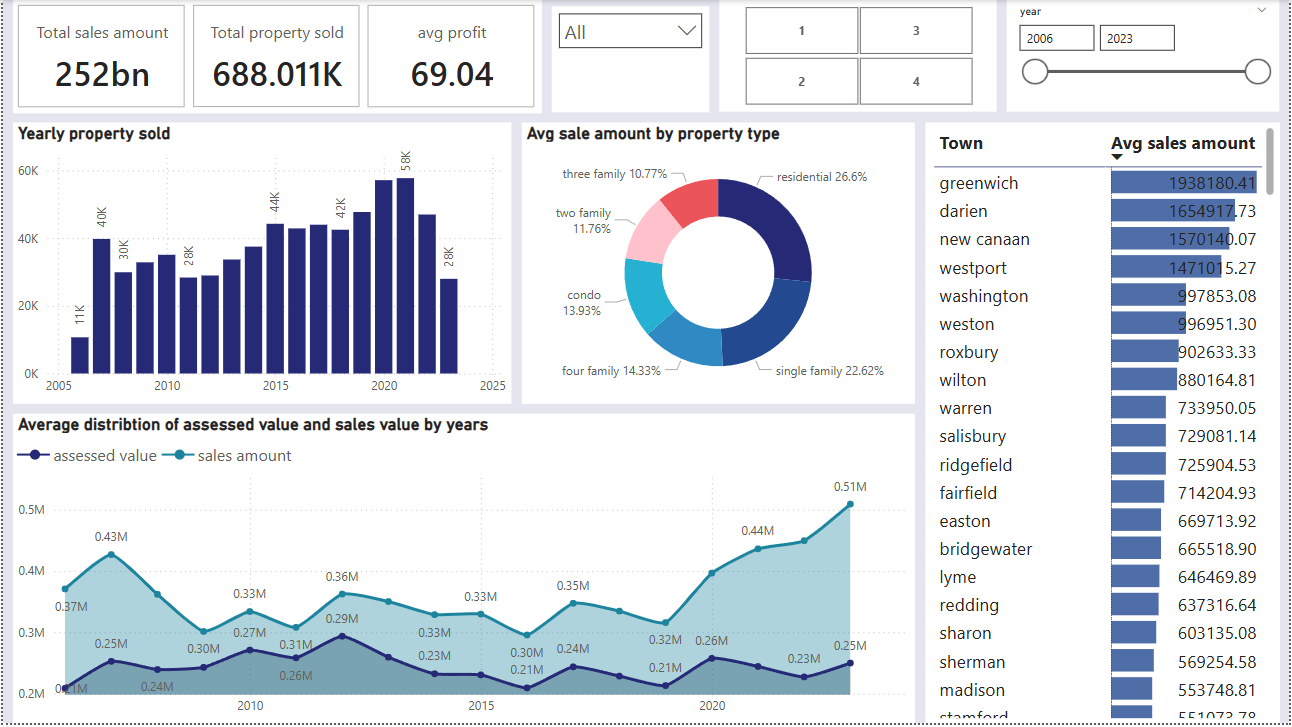 Total sales amount
252bn
Total property sold
688.011K
avg profit
69.04
All
1
3
2
4
year
2006
2023
Yearly property sold
60K
40K
20K
0K
11K
40K
30K
28K
44K
42K
58K
28K
2005
2010
2015
2020
2025
Avg sale amount by property type
three family 10.77%
residential 26.6%
two family
11.76%
condo
13.93%
four family 14.33%
single family 22.62%
Average distribtion of assessed value and sales value by years
assessed value
sales amount
0.5M
0.4M
0.3M
0.2M
0.37M
0.43M
0.30M
0.33M
0.31M
0.36M
0.33M
0.33M
0.30M
0.35M
0.32M
0.44M
0.51M
0.25M
0.24M
0.27M
0.26M
0.29M
0.23M
0.21M
0.24M
0.21M
0.26M
0.23M
0.25M
2010
2015
2020
Town Avg sales amount
greenwich 1938180.41
darien 1654917.73
new canaan 1570140.07
westport 1471015.27
washington 997853.08
weston 996951.30
roxbury 902633.33
wilton 880164.81
warren 733950.05
salisbury 729081.14
ridgefield 725904.53
fairfield 714204.93
easton 669713.92
bridgewater 665518.90
lyme 646469.89
redding 637316.64
sharon 603135.08
sherman 569254.58
madison 553748.81
stamford 551073.78